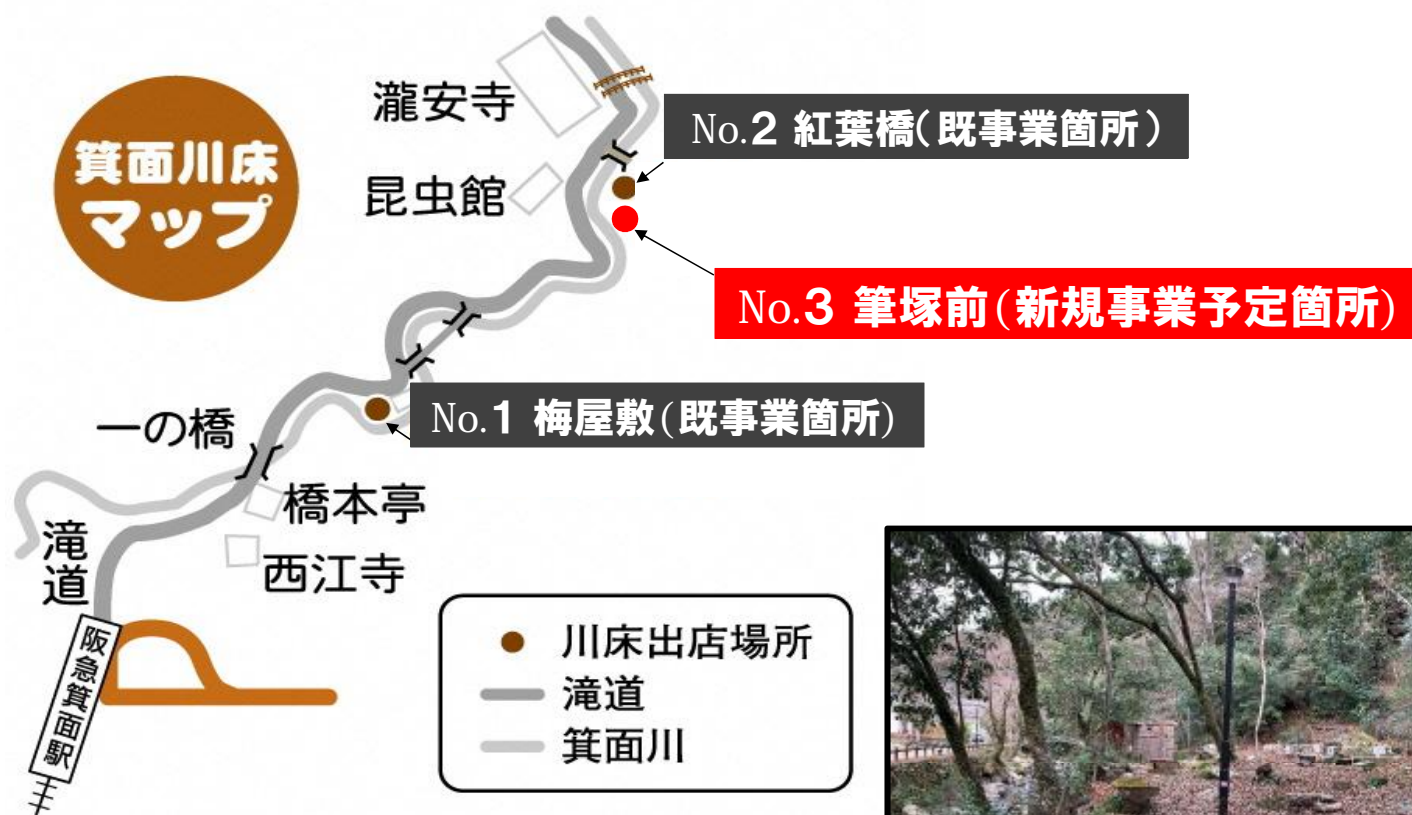 箕面川床
マップ
瀧安寺
昆虫館
No.2 紅葉橋(既事業箇所)
No.3 筆塚前(新規事業予定箇所)
No.1 梅屋敷(既事業箇所)
一の橋
橋本亭
西江寺
滝道
阪急箕面駅
川床出店場所
滝道
箕面川